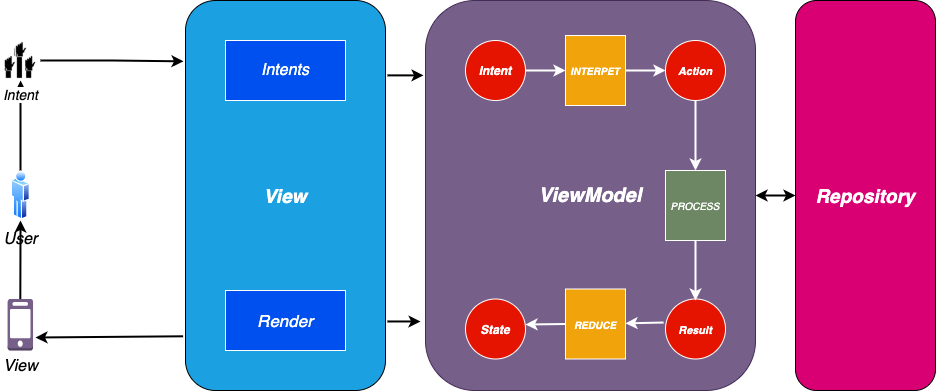 Intent
User
View
Intents
View
Render
Intent
INTERPET
Action
ViewModel
PROCESS
State
REDUCE
Result
Repository